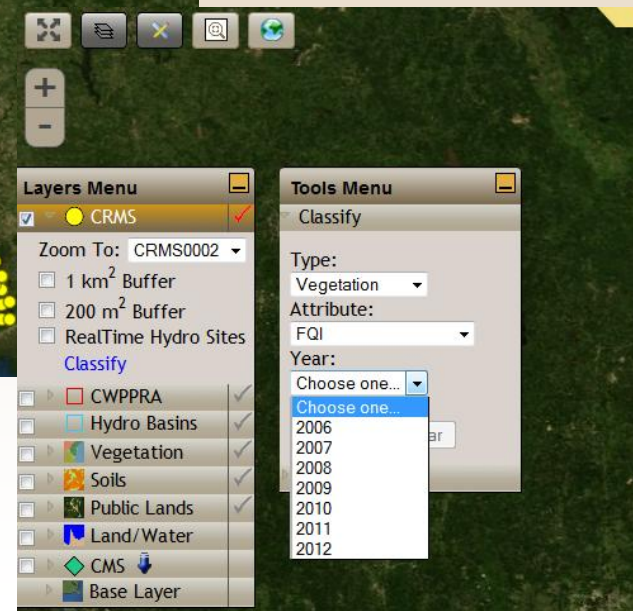 +
-
Layers Menu
CRMS
Zoom To: CRMS0002
1 km² Buffer
200 m² Buffer
RealTime Hydro Sites
Classify
CWPPRA
Hydro Basins
Vegetation
Soils
Public Lands
Land/Water
CMS
Base Layer
Tools Menu
Classify
Type:
Vegetation
Attribute:
FQI
Year:
Choose one...
Choose one...
2006
2007
2008
2009
2010
2011
2012